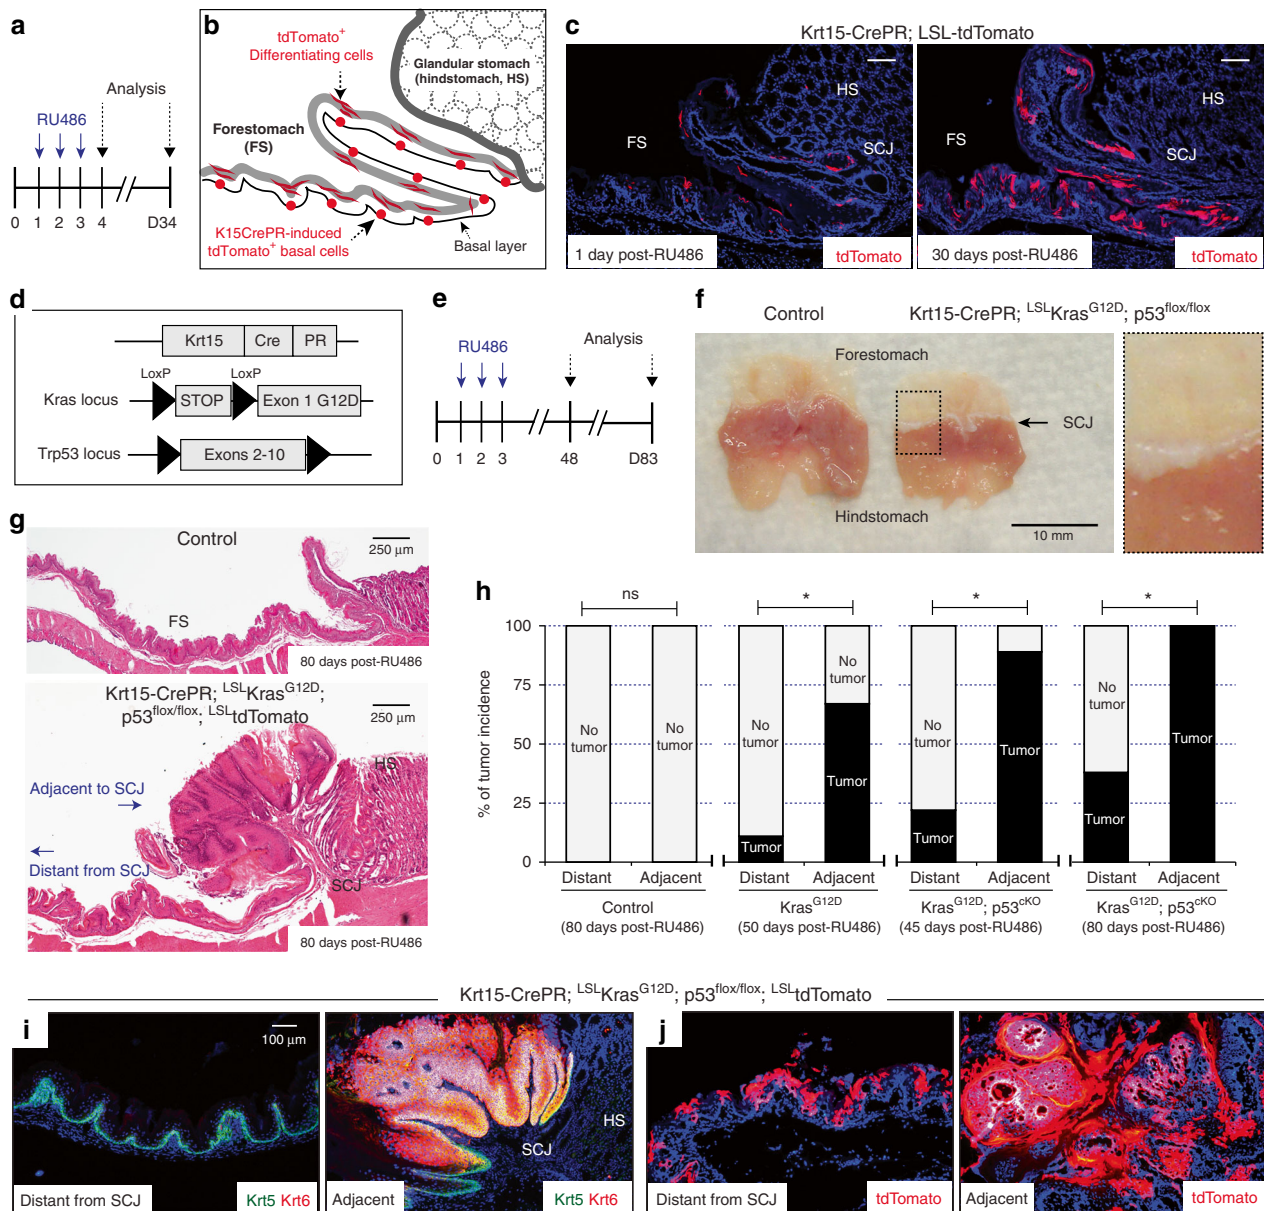 a
RU486
Analysis
0 1 2 3 4 D34
b
tdTomato+
Differentiating cells
Glandular stomach
(hindstomach, HS)
Forestomach
(FS)
K15CrePR-induced
tdTomato+ basal cells
Basal layer
c
Krt15-CrePR; LSL-tdTomato
FS
HS
SCJ
1 day post-RU486
tdTomato
FS
HS
SCJ
30 days post-RU486
tdTomato
d
Krt15 Cre PR
LoxP LoxP
Kras locus STOP Exon 1 G12D
Trp53 locus Exons 2-10
e
RU486
Analysis
0 1 2 3 48 D83
f
Control
Krt15-CrePR; LSLKrasG12D; p53flox/flox
Forestomach
SCJ
Hindstomach
10 mm
g
Control
250 µm
FS
80 days post-RU486
Krt15-CrePR; LSLKrasG12D;
p53flox/flox; LSLtdTomato
250 µm
HS
Adjacent to SCJ
Distant from SCJ
SCJ
80 days post-RU486
h
ns * * *
% of tumor incidence
100
75
50
25
0
No
tumor
No
tumor
No
tumor
Tumor
No
tumor
Tumor
No
tumor
Tumor
Tumor
No
tumor
Tumor
Tumor
Distant Adjacent Distant Adjacent Distant Adjacent Distant Adjacent
Control KrasG12D KrasG12D; p53cKO KrasG12D; p53cKO
(80 days post-RU486) (50 days post-RU486) (45 days post-RU486) (80 days post-RU486)
Krt15-CrePR; LSLKrasG12D; p53flox/flox; LSLtdTomato
i
100 µm
Distant from SCJ
Krt5 Krt6
HS
SCJ
Adjacent
Krt5 Krt6
j
Distant from SCJ
tdTomato
Adjacent
tdTomato